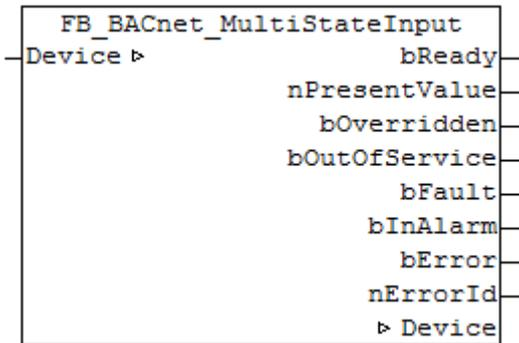 FB_BACnet_MultiStateInput
Device ▹ bReady
nPresentValue
bOverridden
bOutOfService
bFault
bInAlarm
bError
nErrorId
▹ Device